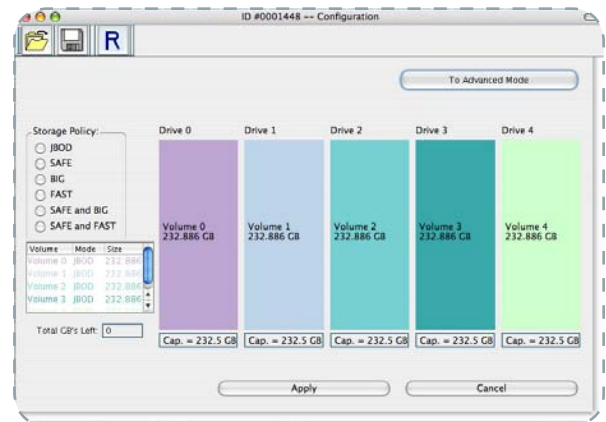 ID #0001448 -- Configuration
R
To Advanced Mode
Storage Policy:
JBOD
SAFE
BIG
FAST
SAFE and BIG
SAFE and FAST
Drive 0
Drive 1
Drive 2
Drive 3
Drive 4
Volume 0
232.886 GB
Volume 1
232.886 GB
Volume 2
232.886 GB
Volume 3
232.886 GB
Volume 4
232.886 GB
Volume Mode Size
Volume 0 JBOD 232.886
Volume 1 JBOD 232.886
Volume 2 JBOD 232.886
Volume 3 JBOD 232.886
Total GB's Left: 0
Cap. = 232.5 GB
Cap. = 232.5 GB
Cap. = 232.5 GB
Cap. = 232.5 GB
Cap. = 232.5 GB
Apply
Cancel